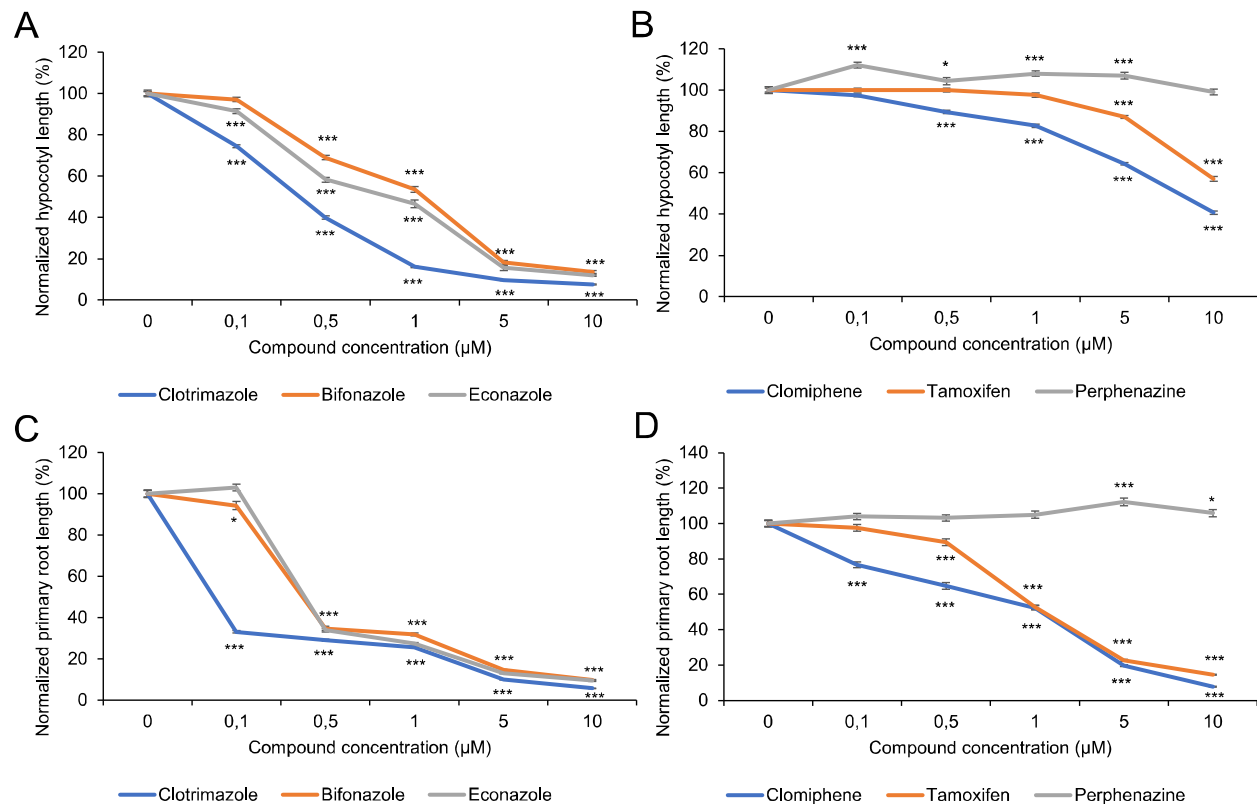 A
Normalized hypocotyl length (%)
120
100
80
60
40
20
0
*** *** *** *** ***
*** *** *** ***
*** *** *** *** ***
0 0,1 0,5 1 5 10
Compound concentration (µM)
Clotrimazole Bifonazole Econazole
B
Normalized hypocotyl length (%)
120
100
80
60
40
20
0
*** * *** ***
*** ***
*** *** *** ***
0 0,1 0,5 1 5 10
Compound concentration (µM)
Clomiphene Tamoxifen Perphenazine
C
Normalized primary root length (%)
120
100
80
60
40
20
0
* *** *** *** ***
*** *** *** *** ***
0 0,1 0,5 1 5 10
Compound concentration (µM)
Clotrimazole Bifonazole Econazole
D
Normalized primary root length (%)
140
120
100
80
60
40
20
0
*** *
*** *** *** ***
*** *** *** *** ***
0 0,1 0,5 1 5 10
Compound concentration (µM)
Clomiphene Tamoxifen Perphenazine